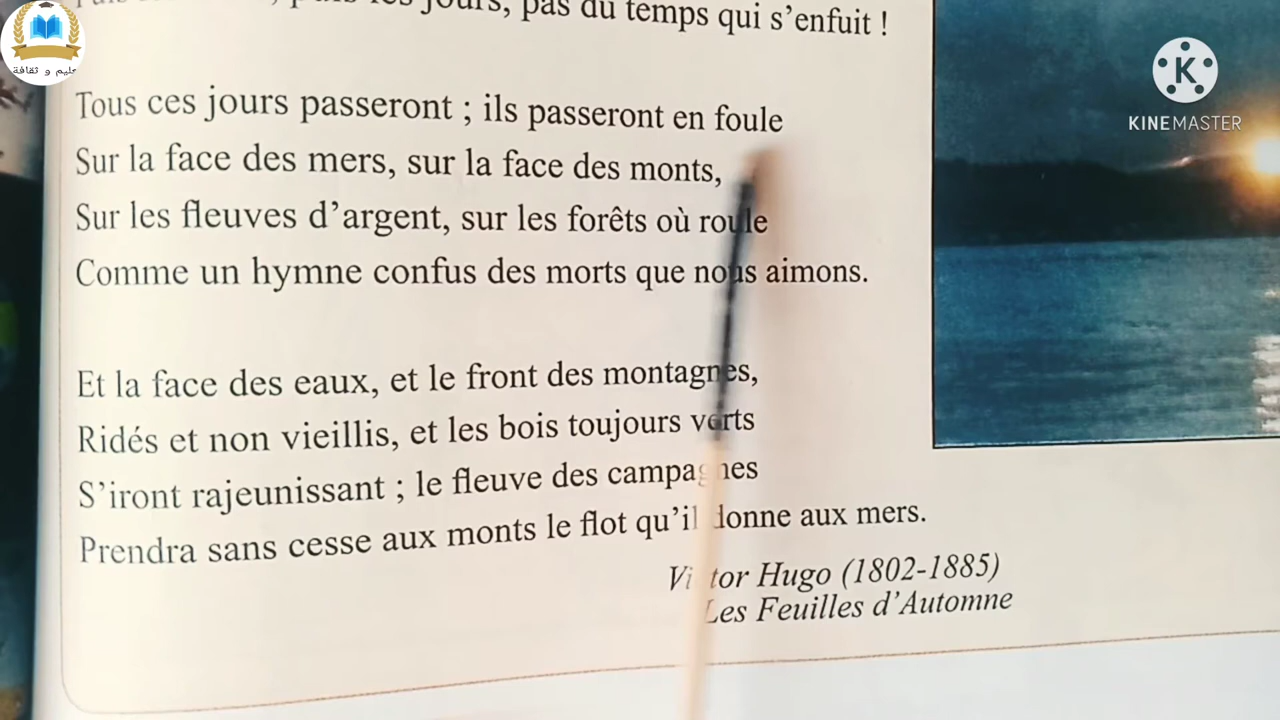 puis les jours, pas du temps qui s'enfuit !
Tous ces jours passeront ; ils passeront en foule
Sur la face des mers, sur la face des monts,
Sur les fleuves d'argent, sur les forêts où roule
Comme un hymne confus des morts que nous aimons.
Et la face des eaux, et le front des montagnes,
Ridés et non vieillis, et les bois toujours verts
S'iront rajeunissant ; le fleuve des campagnes
Prendra sans cesse aux monts le flot qu'il donne aux mers.
Victor Hugo (1802-1885)
Les Feuilles d'Automne
و ثقافة
K
KINEMASTER